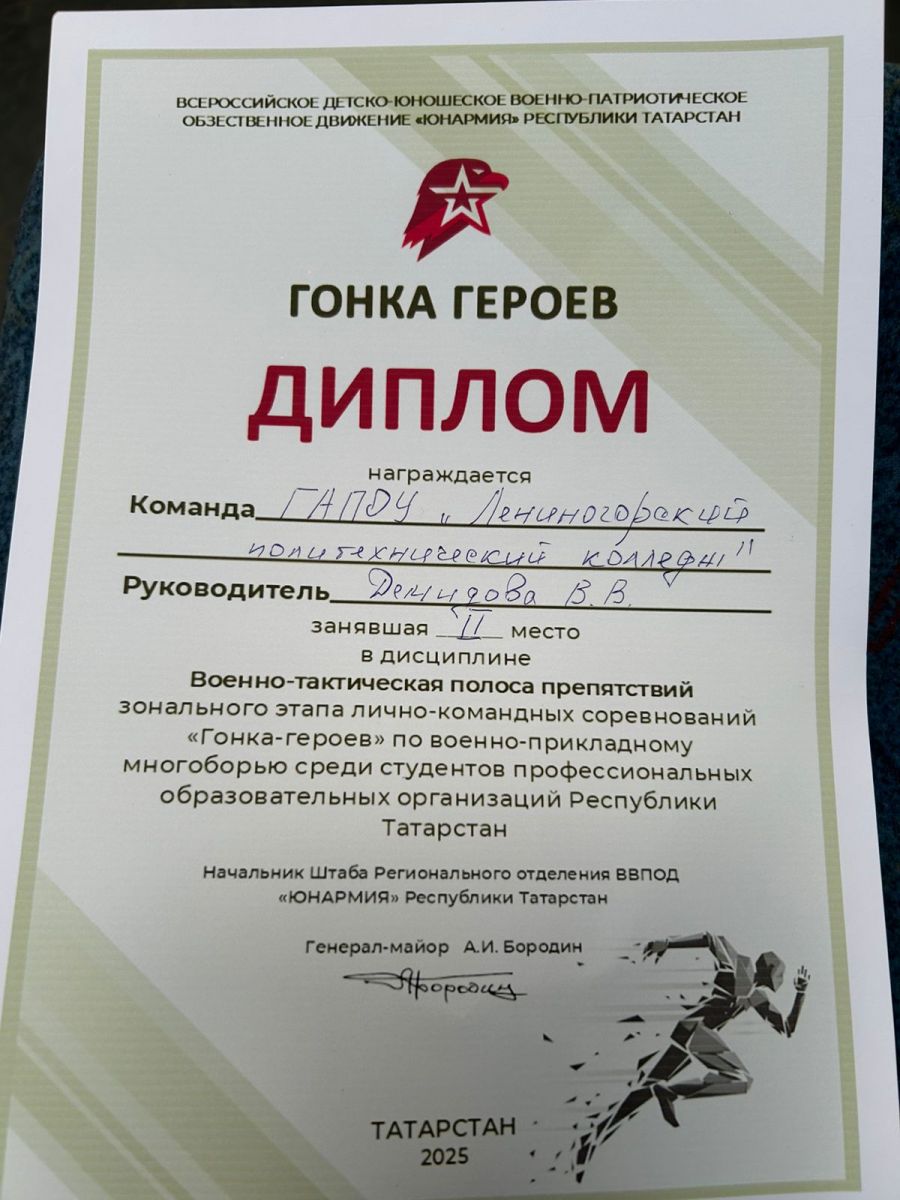 ВСЕРОССИЙСКОЕ ДЕТСКО-ЮНОШЕСКОЕ ВОЕННО-ПАТРИОТИЧЕСКОЕ
ОБЗЕСТВЕННОЕ ДВИЖЕНИЕ «ЮНАРМИЯ» РЕСПУБЛИКИ ТАТАРСТАН
ГОНКА ГЕРОЕВ
ДИПЛОМ
награждается
Команда ГАПОУ „Лениногорский
политехнический колледж"
Руководитель Демидова В.В.
занявшая II место
в дисциплине
Военно-тактическая полоса препятствий
зонального этапа лично-командных соревнований
«Гонка-героев» по военно-прикладному
многоборью среди студентов профессиональных
образовательных организаций Республики
Татарстан
Начальник Штаба Регионального отделения ВВПОД
«ЮНАРМИЯ» Республики Татарстан
Генерал-майор А.И. Бородин
ТАТАРСТАН
2025